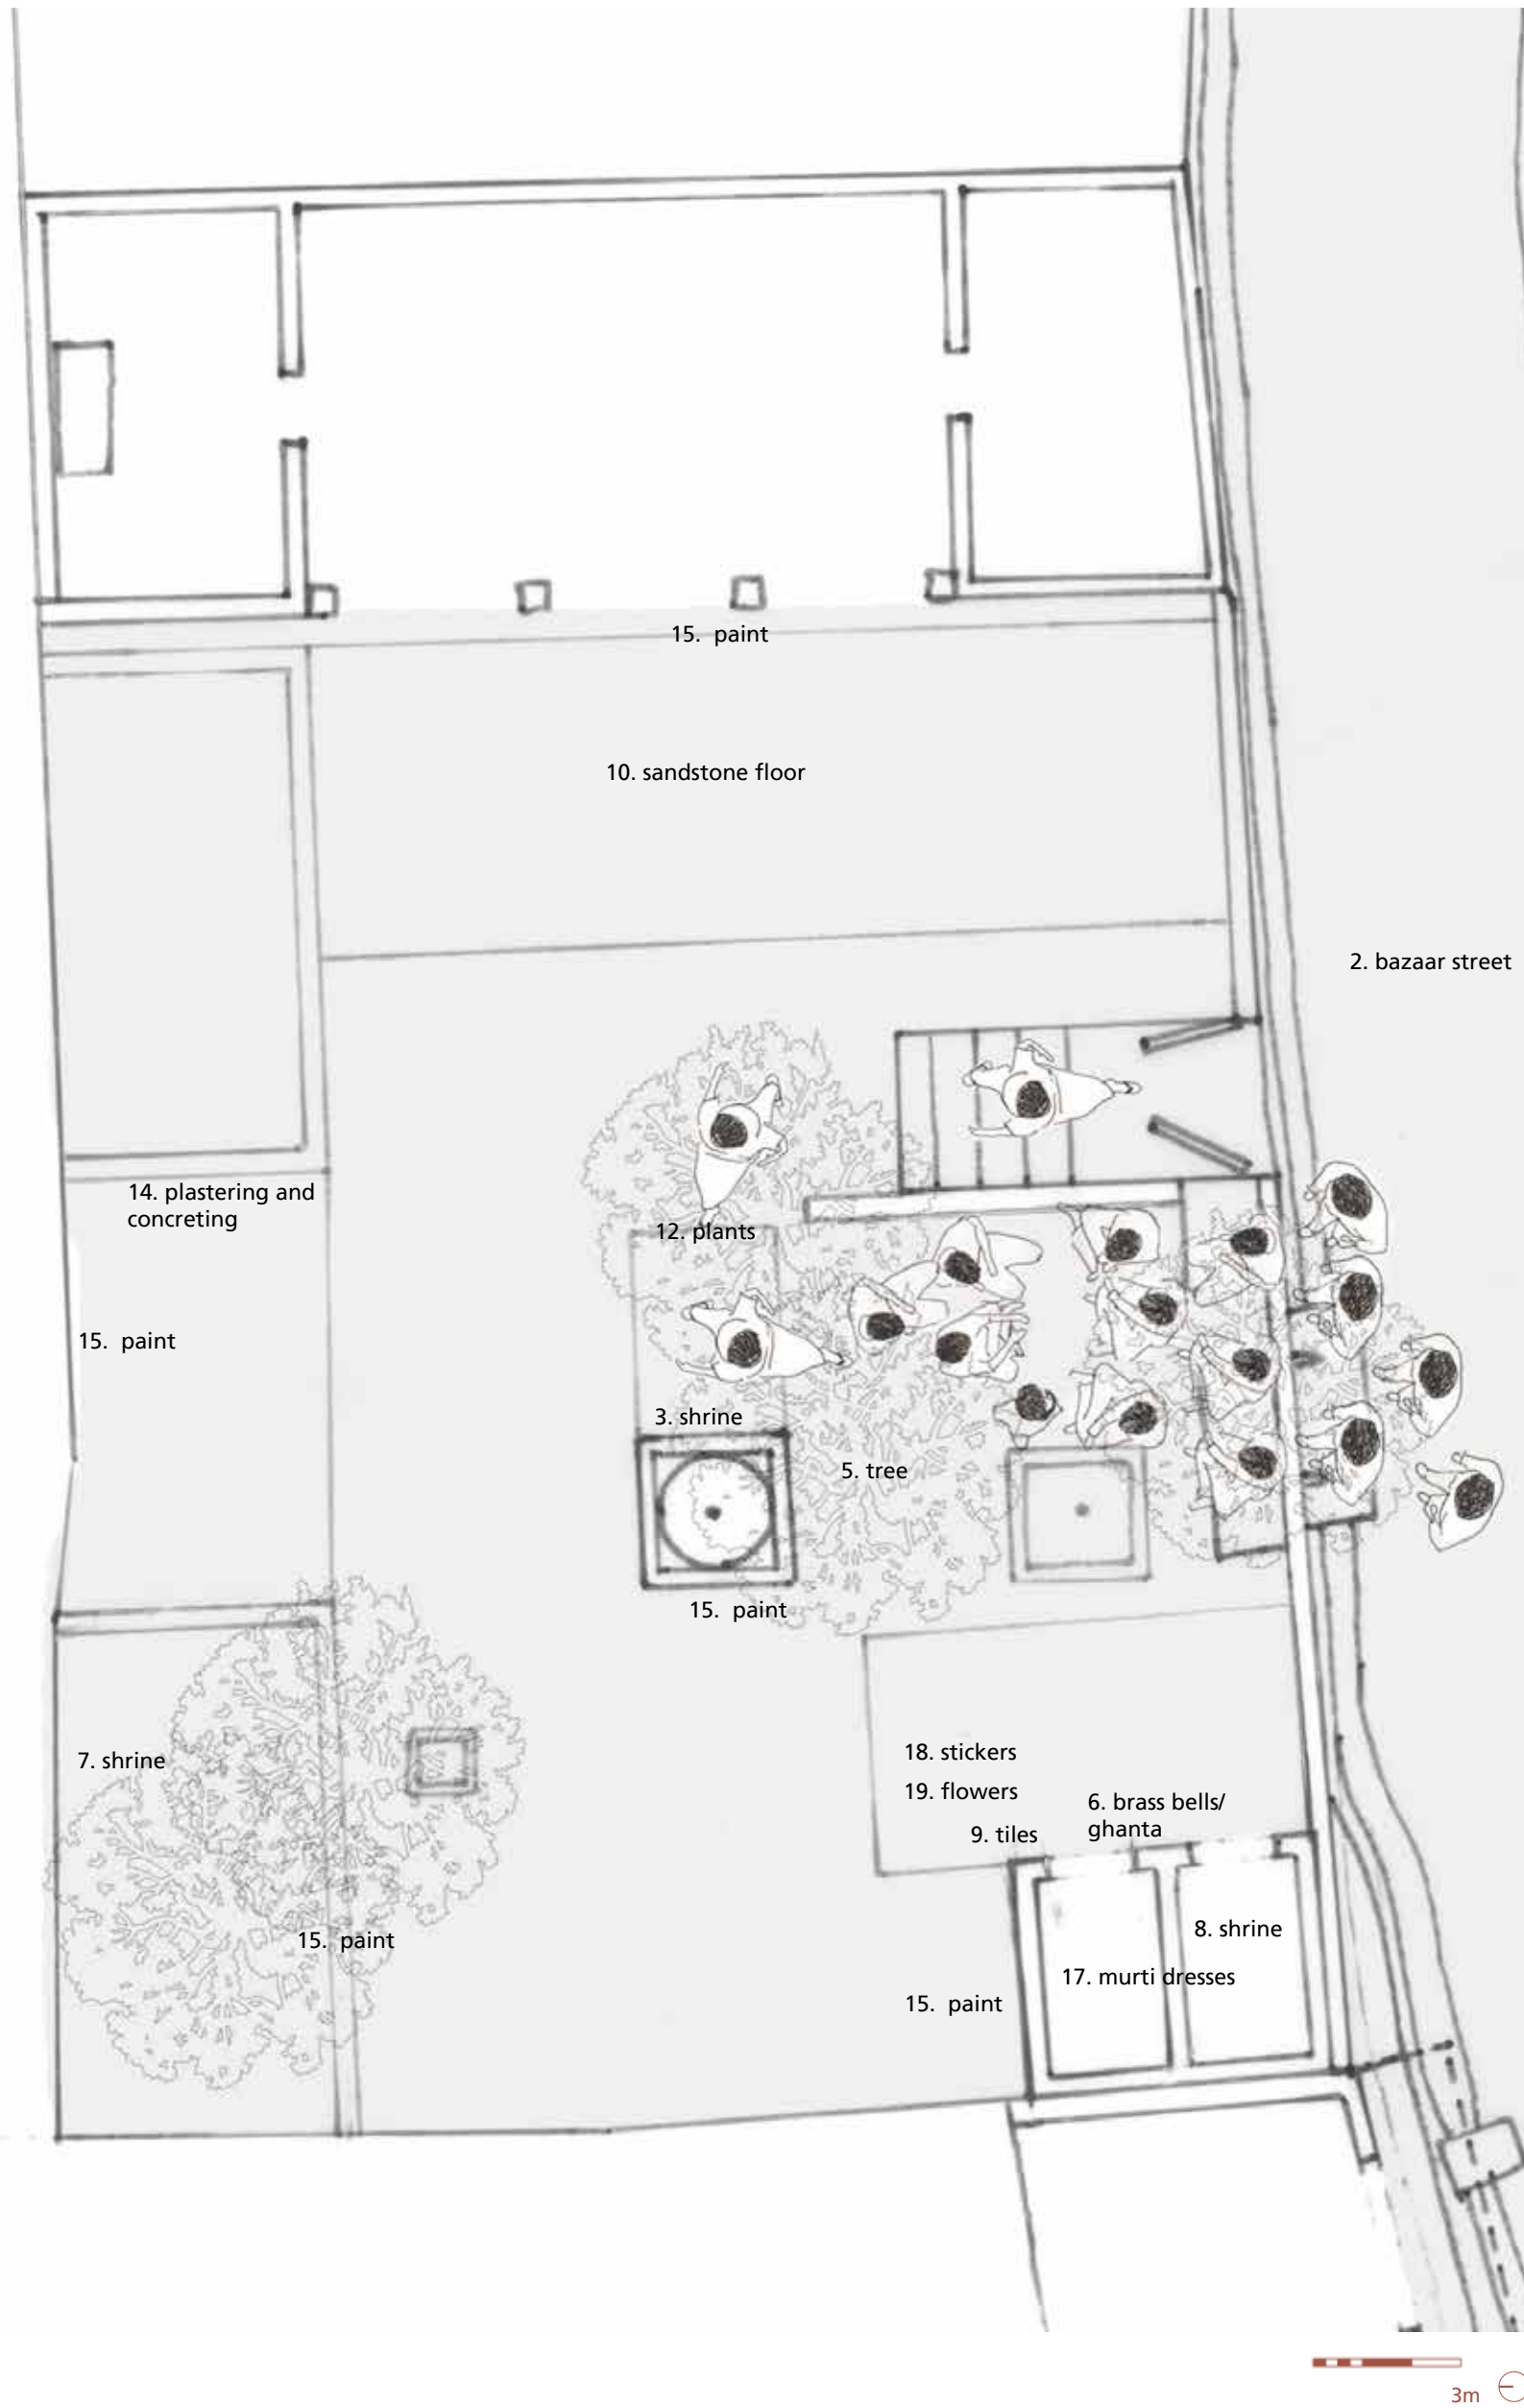 15.  paint
10. sandstone floor
2. bazaar street
14. plastering and
concreting
12. plants
15.  paint
3. shrine
5. tree
15.  paint
7. shrine
18. stickers
19. flowers
6. brass bells/
ghanta
9. tiles
8. shrine
15.  paint
17. murti dresses
15.  paint
3m